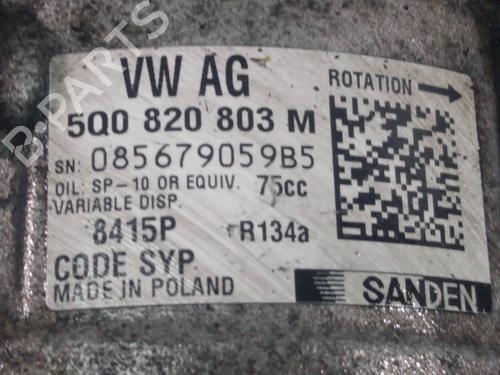 VW AG
ROTATION
5Q0 820 803 M
SN: 085679059B5
OIL: SP-10 OR EQUIV. 75cc
VARIABLE DISP.
8415P R134a
CODE SYP
MADE IN POLAND
SANDEN
B-PARTS